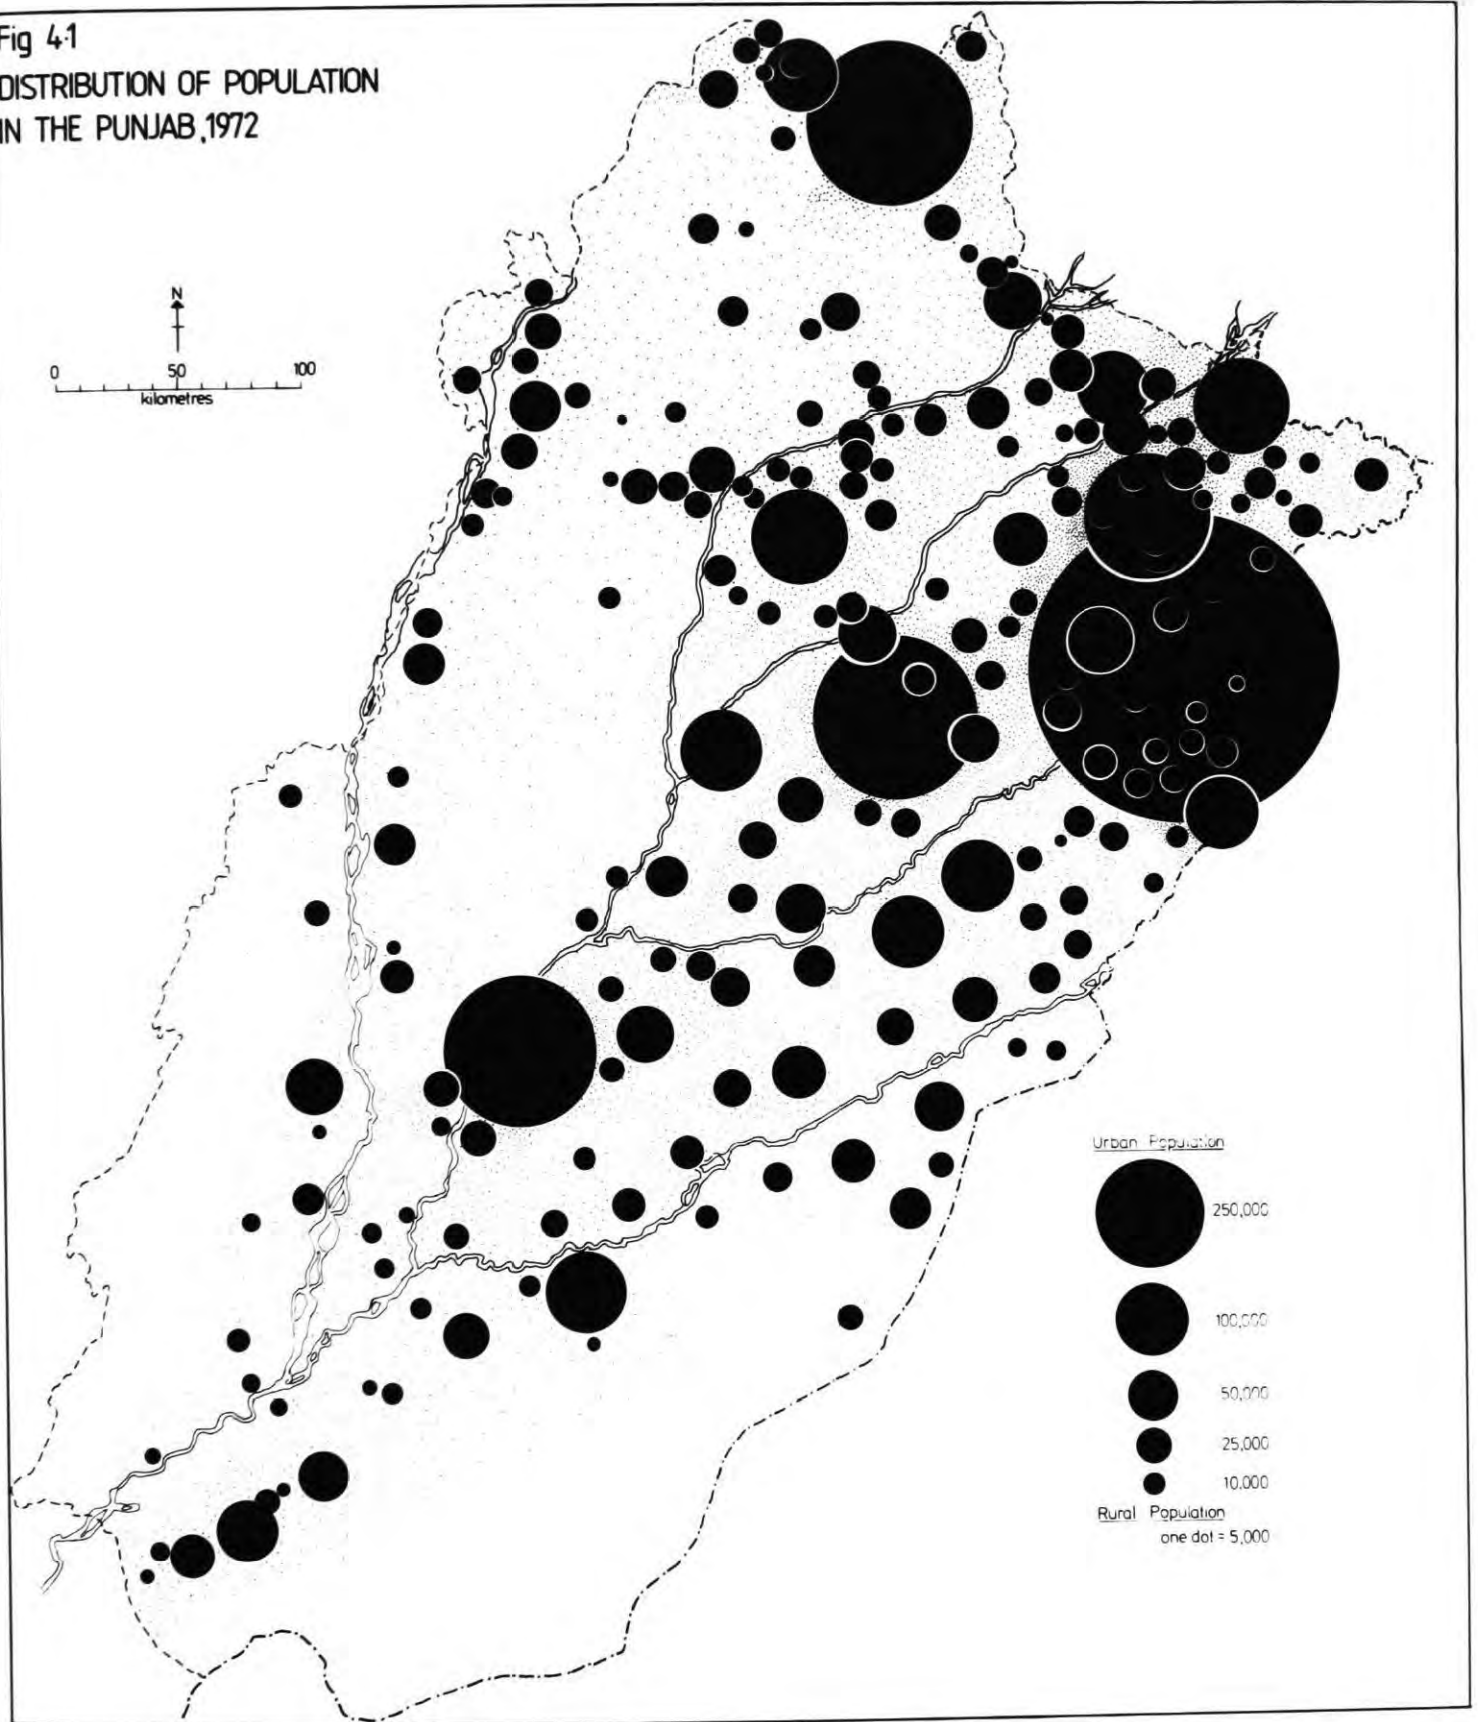 Fig 4·1
DISTRIBUTION OF POPULATION
IN THE PUNJAB, 1972
N
0 50 100
kilometres
Urban Population
250,000
100,000
50,000
25,000
10,000
Rural Population
one dot = 5,000